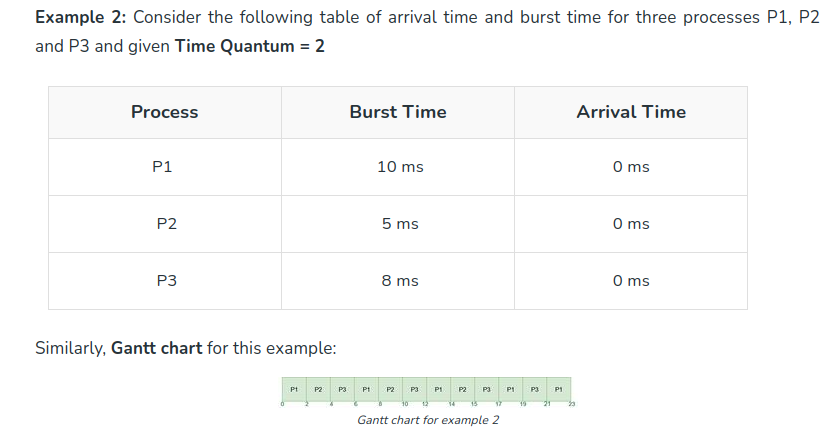 Example 2: Consider the following table of arrival time and burst time for three processes P1, P2
and P3 and given Time Quantum = 2
Process Burst Time Arrival Time
P1 10 ms 0 ms
P2 5 ms 0 ms
P3 8 ms 0 ms
Similarly, Gantt chart for this example:
P1 P2 P3 P1 P2 P3 P1 P2 P3 P1 P3 P1
0 2 4 6 8 10 12 14 15 17 19 21 23
Gantt chart for example 2